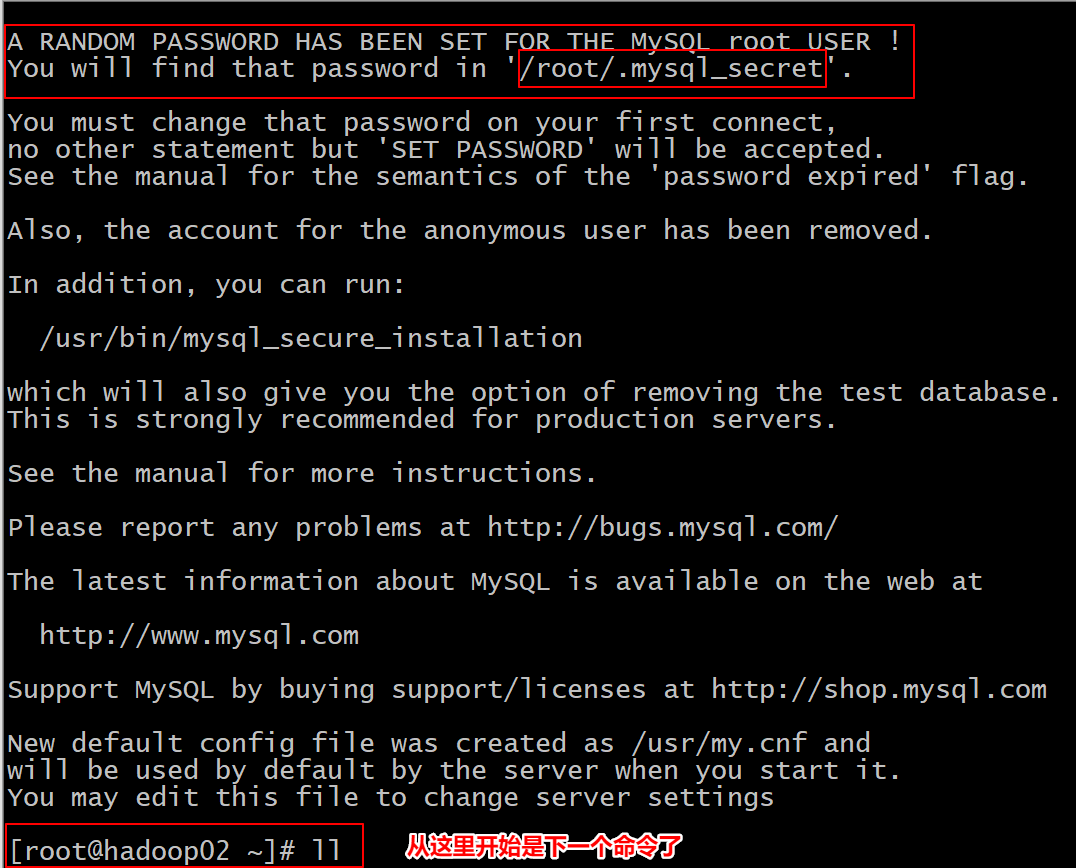 A RANDOM PASSWORD HAS BEEN SET FOR THE MySQL root USER !
You will find that password in '/root/.mysql_secret'.
You must change that password on your first connect,
no other statement but 'SET PASSWORD' will be accepted.
See the manual for the semantics of the 'password expired' flag.
Also, the account for the anonymous user has been removed.
In addition, you can run:
/usr/bin/mysql_secure_installation
which will also give you the option of removing the test database.
This is strongly recommended for production servers.
See the manual for more instructions.
Please report any problems at http://bugs.mysql.com/
The latest information about MySQL is available on the web at
http://www.mysql.com
Support MySQL by buying support/licenses at http://shop.mysql.com
New default config file was created as /usr/my.cnf and
will be used by default by the server when you start it.
You may edit this file to change server settings
[root@hadoop02 ~]# ll 从这里开始是下一个命令了